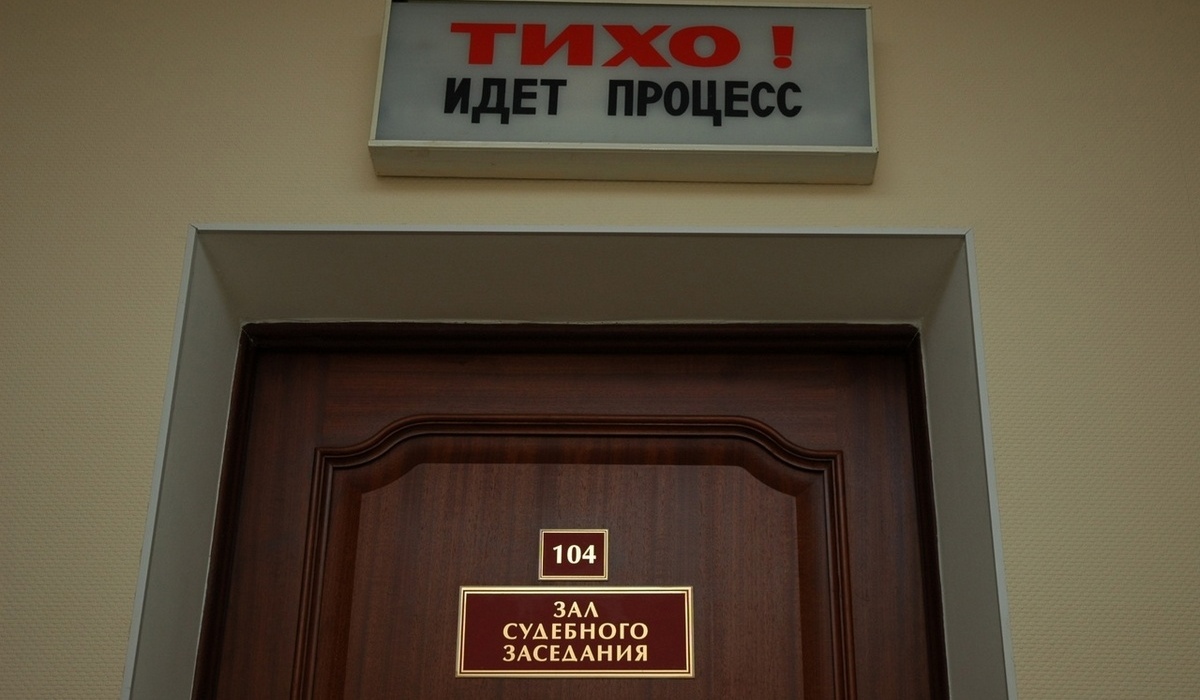 ТИХО !
ИДЕТ ПРОЦЕСС
104
ЗАЛ
СУДЕБНОГО
ЗАСЕДАНИЯ